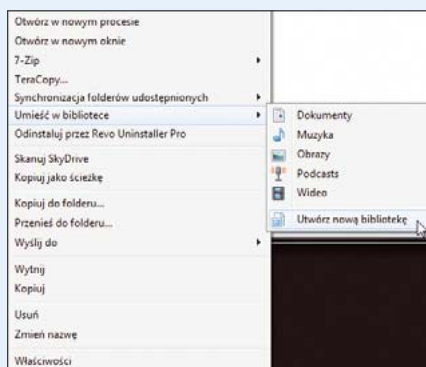 Otwórz w nowym procesie
Otwórz w nowym oknie
7-Zip
TeraCopy...
Synchronizacja folderów udostępnionych
Umieść w bibliotece
Odinstaluj przez Revo Uninstaller Pro
Skanuj SkyDrive
Kopiuj jako ścieżkę
Kopiuj do folderu...
Przenieś do folderu...
Wyślij do
Wytnij
Kopiuj
Usuń
Zmień nazwę
Właściwości
Dokumenty
Muzyka
Obrazy
Podcasts
Wideo
Utwórz nową bibliotekę